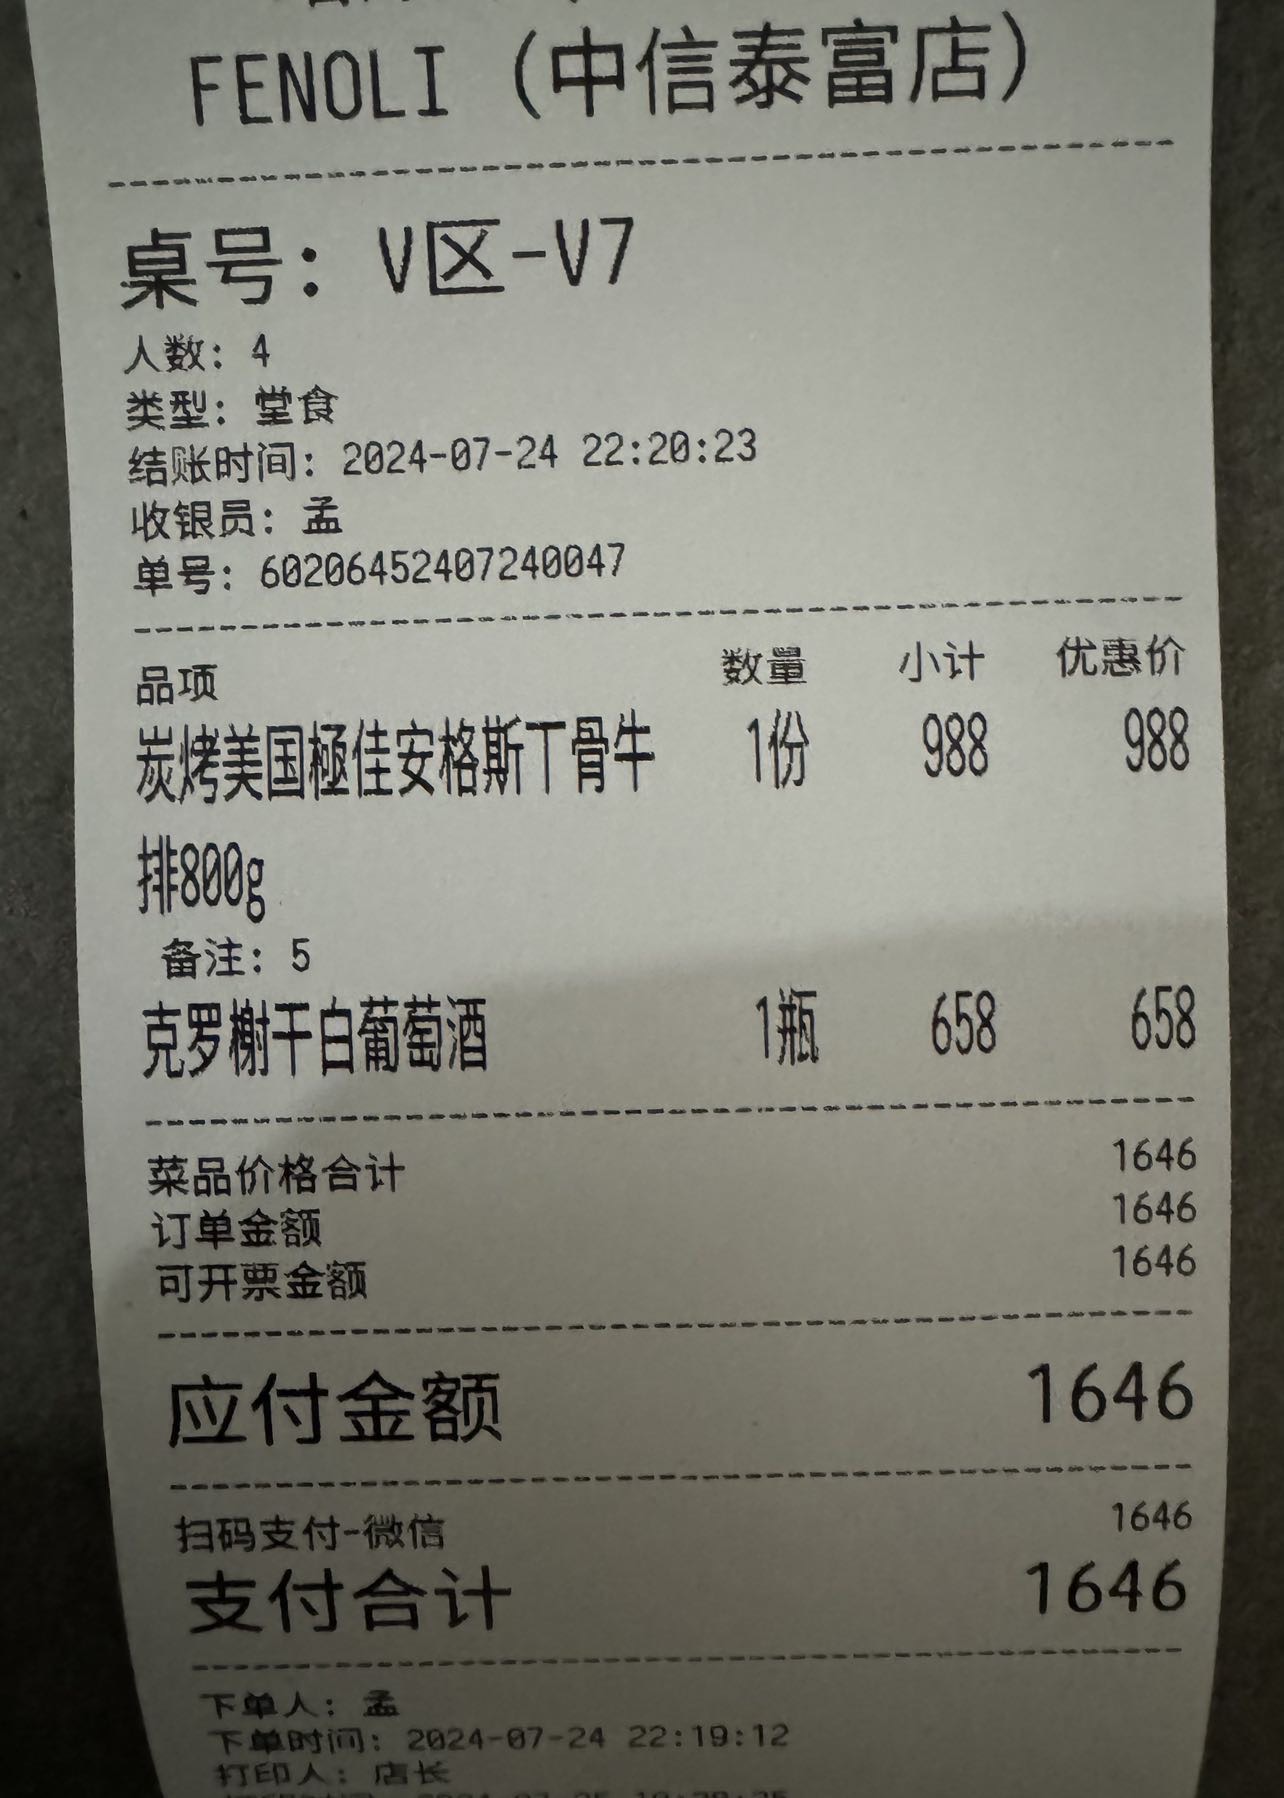 FENOLI（中信泰富店）
桌号：V区-V7
人数：4
类型：堂食
结账时间：2024-07-24 22:20:23
收银员：孟
单号：602064524072400​47
品项 数量 小计 优惠价
炭烤美国極佳安格斯丁骨牛 1份 988 988
排800g
备注：5
克罗榭干白葡萄酒 1瓶 658 658
菜品价格合计 1646
订单金额 1646
可开票金额 1646
应付金额 1646
扫码支付-微信 1646
支付合计 1646
下单人：孟
下单时间：2024-07-24 22:19:12
打印人：店长